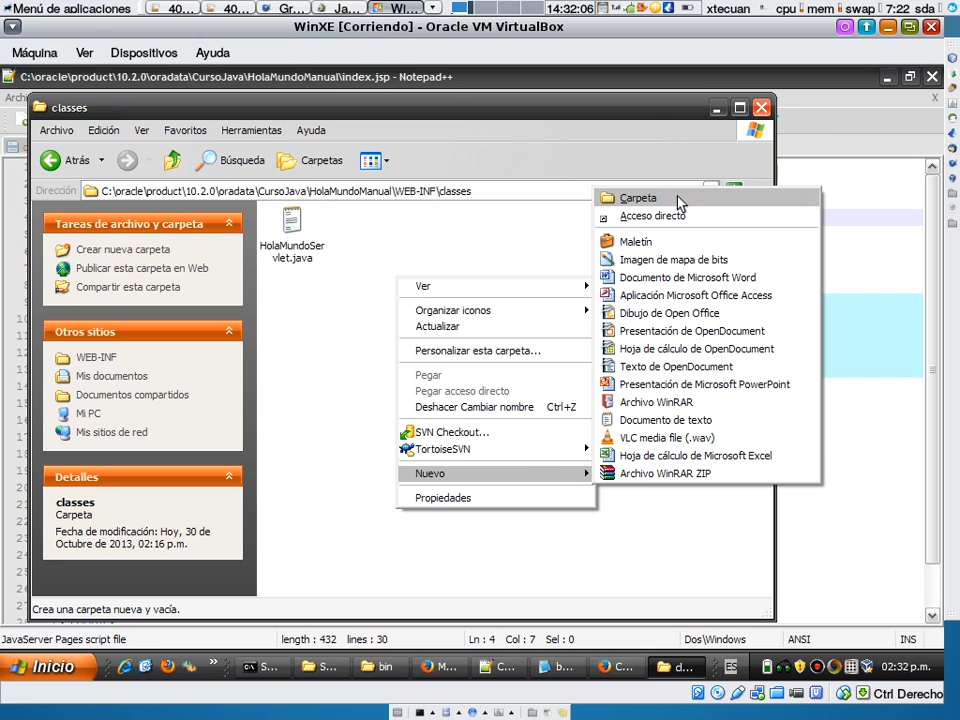 Menú de aplicaciones 40... 40... Gr... Ja... Wi... 14:32:06 xtecuan cpu mem swap 7:22 sda
WinXE [Corriendo] - Oracle VM VirtualBox
Máquina Ver Dispositivos Ayuda
C:\oracle\product\10.2.0\oradata\CursoJava\HolaMundoManual\index.jsp - Notepad++
Archi X
classes
Archivo Edición Ver Favoritos Herramientas Ayuda
Atrás Búsqueda Carpetas
Dirección C:\oracle\product\10.2.0\oradata\CursoJava\HolaMundoManual\WEB-INF\classes
Tareas de archivo y carpeta
Crear nueva carpeta
Publicar esta carpeta en Web
Compartir esta carpeta
Otros sitios
WEB-INF
Mis documentos
Documentos compartidos
Mi PC
Mis sitios de red
Detalles
classes
Carpeta
Fecha de modificación: Hoy, 30 de
Octubre de 2013, 02:16 p.m.
HolaMundoSer
vlet.java
Ver
Organizar iconos
Actualizar
Personalizar esta carpeta...
Pegar
Pegar acceso directo
Deshacer Cambiar nombre Ctrl+Z
SVN Checkout...
TortoiseSVN
Nuevo
Propiedades
Carpeta
Acceso directo
Maletín
Imagen de mapa de bits
Documento de Microsoft Word
Aplicación Microsoft Office Access
Dibujo de Open Office
Presentación de OpenDocument
Hoja de cálculo de OpenDocument
Texto de OpenDocument
Presentación de Microsoft PowerPoint
Archivo WinRAR
Documento de texto
VLC media file (.wav)
Hoja de cálculo de Microsoft Excel
Archivo WinRAR ZIP
Crea una carpeta nueva y vacía.
JavaServer Pages script file length : 432 lines : 30 Ln : 4 Col : 7 Sel : 0 Dos\Windows ANSI INS
Inicio S... S... bin M... C... b... C... d... ES 02:32 p.m.
Ctrl Derecho